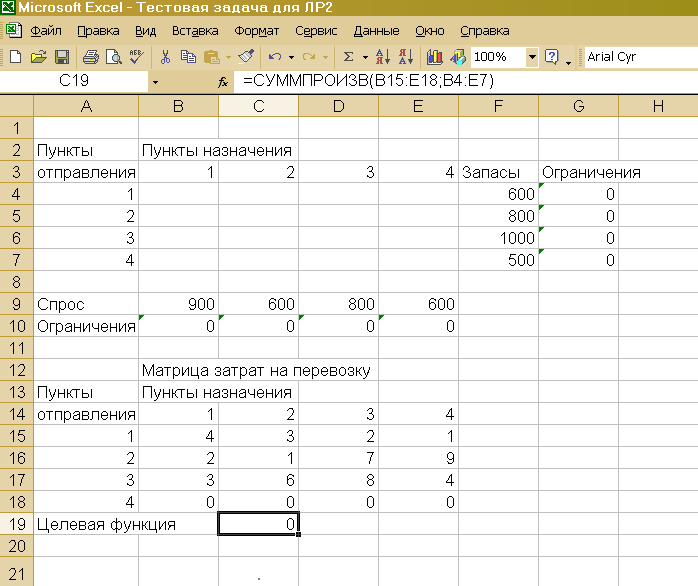 Microsoft Excel - Тестовая задача для ЛР2
Файл Правка Вид Вставка Формат Сервис Данные Окно Справка
100% Arial Cyr
C19 fx =СУММПРОИЗВ(B15:E18;B4:E7)
A B C D E F G H
1
2 Пункты Пункты назначения
3 отправления 1 2 3 4 Запасы Ограничения
4 1 600 0
5 2 800 0
6 3 1000 0
7 4 500 0
8
9 Спрос 900 600 800 600
10 Ограничения 0 0 0 0
11
12 Матрица затрат на перевозку
13 Пункты Пункты назначения
14 отправления 1 2 3 4
15 1 4 3 2 1
16 2 2 1 7 9
17 3 3 6 8 4
18 4 0 0 0 0
19 Целевая функция 0
20
21